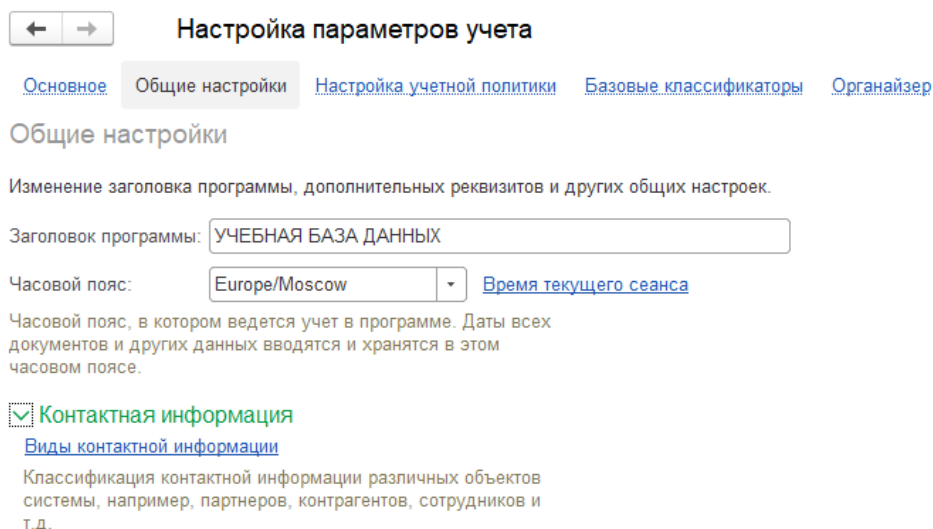 Настройка параметров учета
Основное Общие настройки Настройка учетной политики Базовые классификаторы Органайзер
Общие настройки
Изменение заголовка программы, дополнительных реквизитов и других общих настроек.
Заголовок программы: УЧЕБНАЯ БАЗА ДАННЫХ
Часовой пояс: Europe/Moscow Время текущего сеанса
Часовой пояс, в котором ведется учет в программе. Даты всех
документов и других данных вводятся и хранятся в этом
часовом поясе.
Контактная информация
Виды контактной информации
Классификация контактной информации различных объектов
системы, например, партнеров, контрагентов, сотрудников и
т.д.